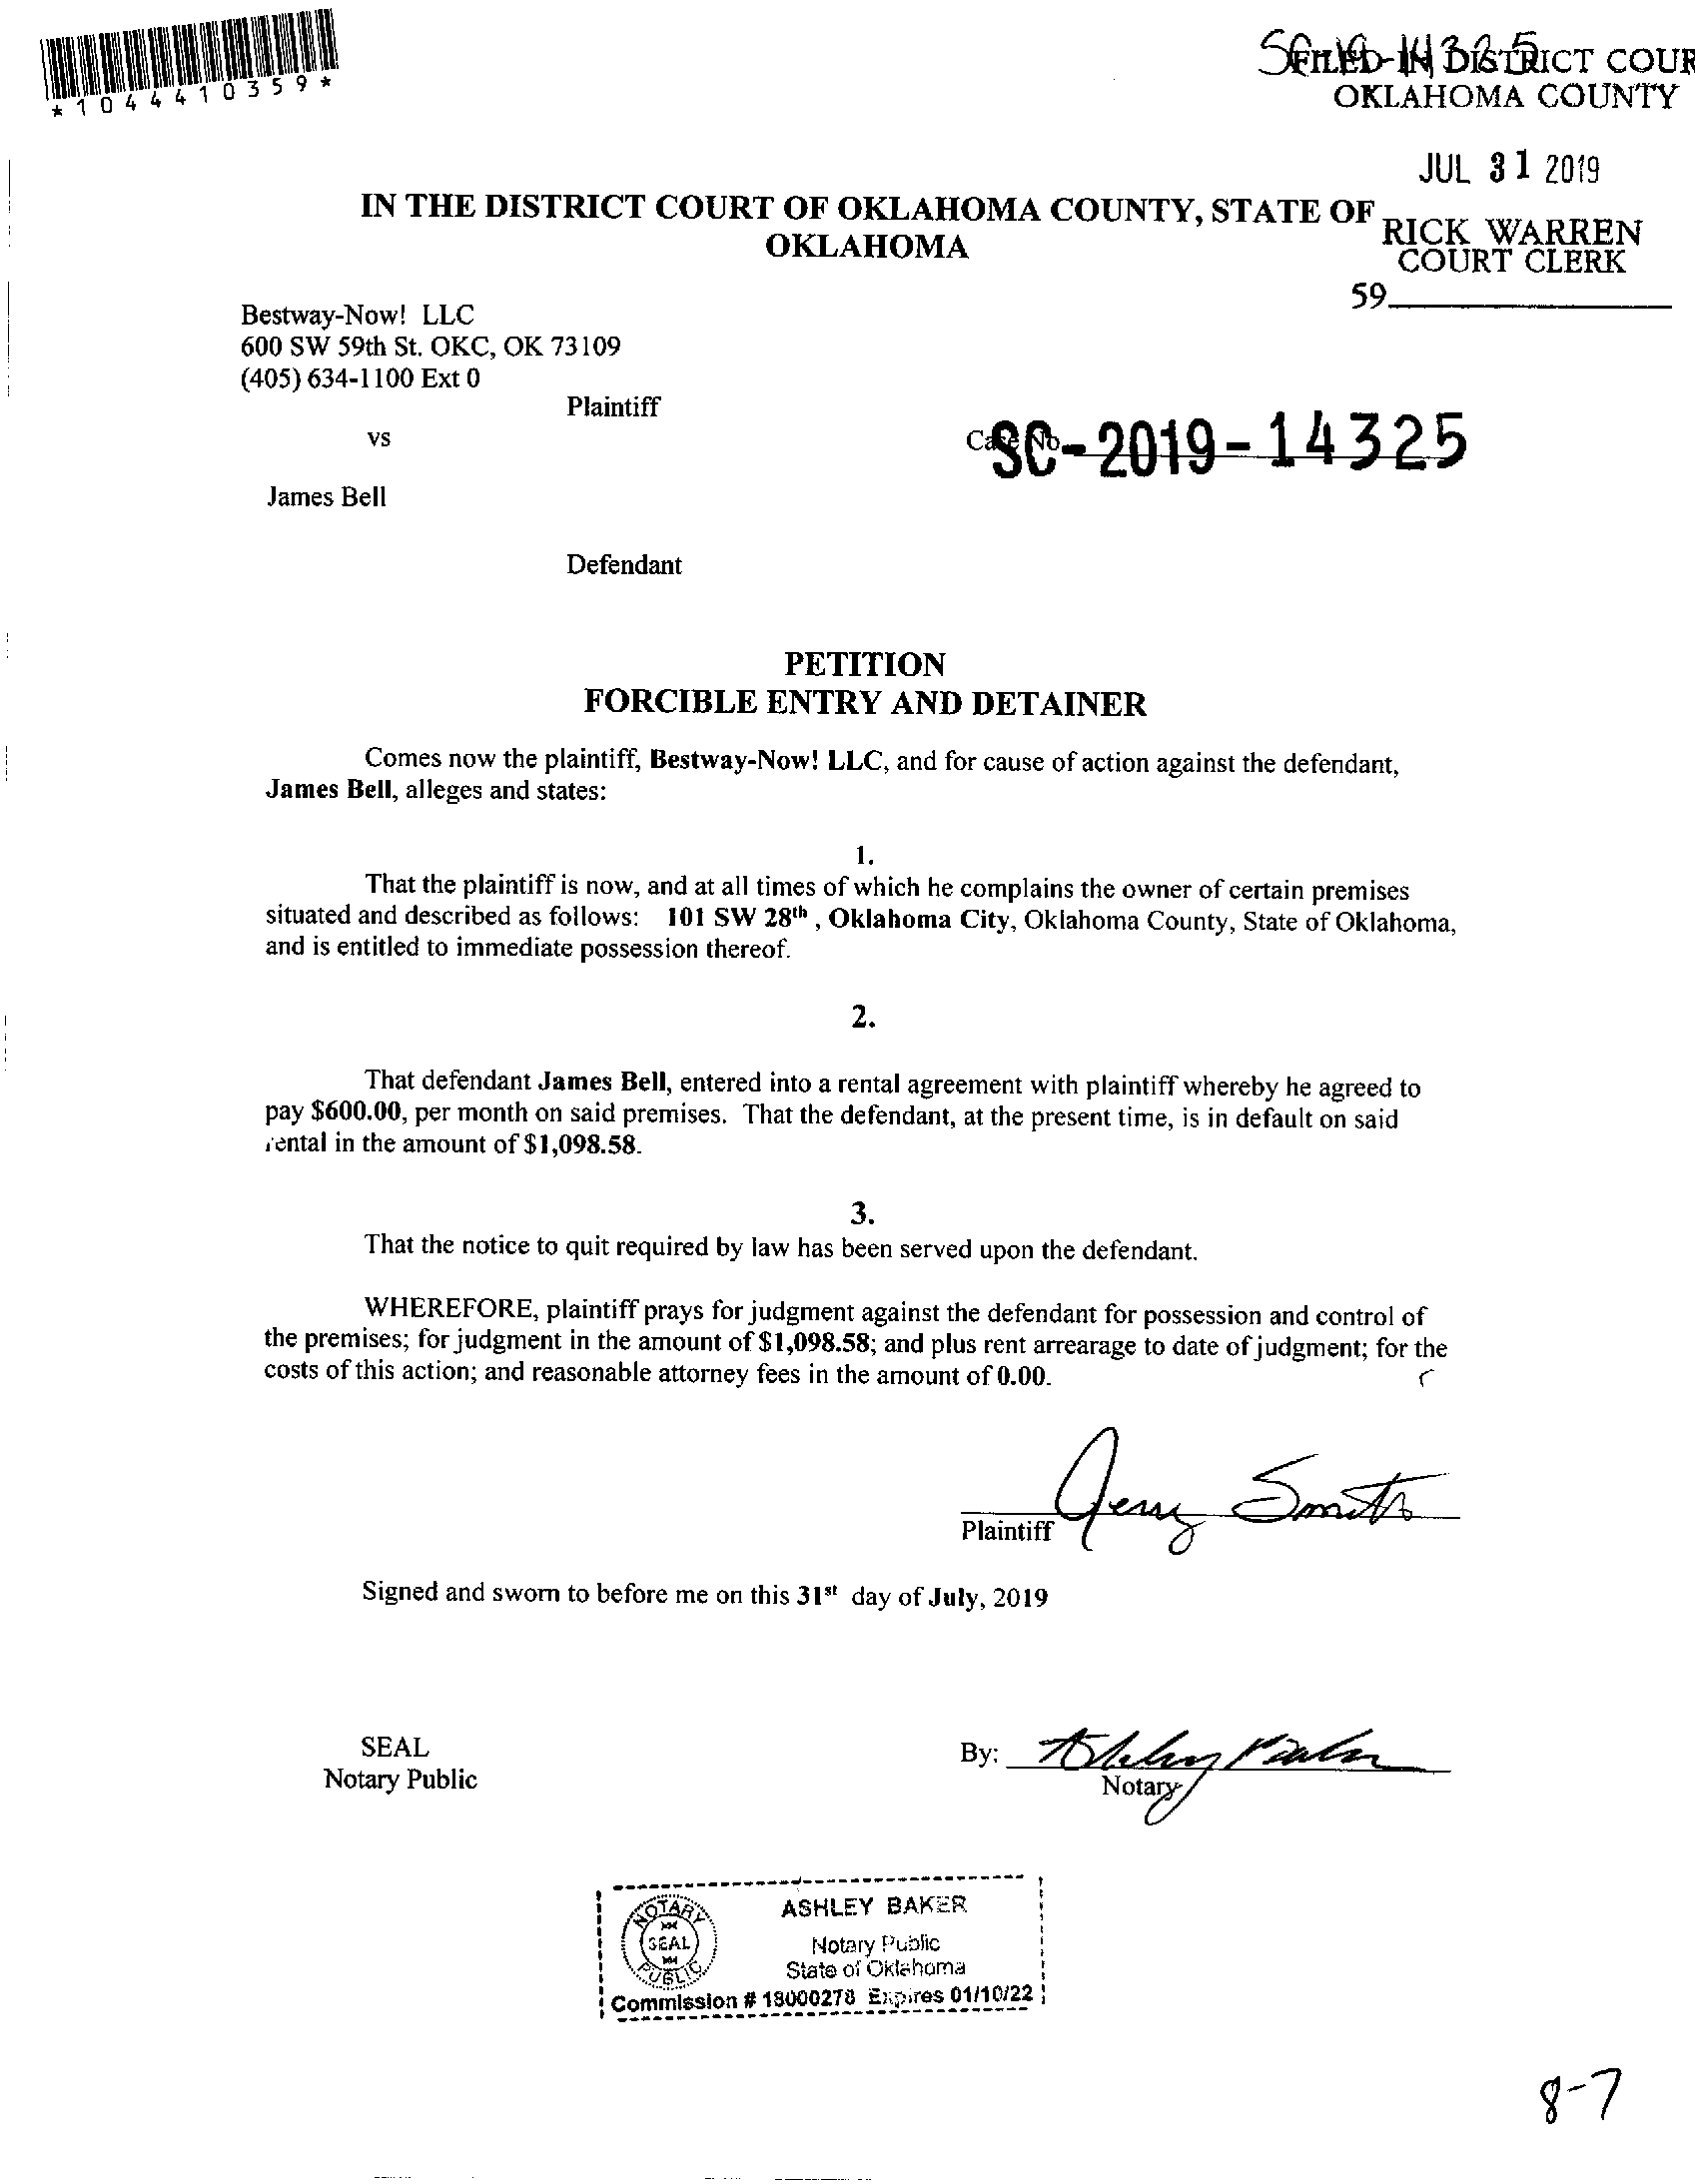 *1044410359*
SC-19-14325
FILED IN DISTRICT COUR
OKLAHOMA COUNTY
JUL 31 2019
RICK WARREN
COURT CLERK
59
IN THE DISTRICT COURT OF OKLAHOMA COUNTY, STATE OF
OKLAHOMA
Bestway-Now! LLC
600 SW 59th St. OKC, OK 73109
(405) 634-1100 Ext 0
Plaintiff
vs
Case No.
SC-2019-14325
James Bell
Defendant
PETITION
FORCIBLE ENTRY AND DETAINER
Comes now the plaintiff, Bestway-Now! LLC, and for cause of action against the defendant,
James Bell, alleges and states:
1.
That the plaintiff is now, and at all times of which he complains the owner of certain premises
situated and described as follows: 101 SW 28th , Oklahoma City, Oklahoma County, State of Oklahoma,
and is entitled to immediate possession thereof.
2.
That defendant James Bell, entered into a rental agreement with plaintiff whereby he agreed to
pay $600.00, per month on said premises. That the defendant, at the present time, is in default on said
rental in the amount of $1,098.58.
3.
That the notice to quit required by law has been served upon the defendant.
WHEREFORE, plaintiff prays for judgment against the defendant for possession and control of
the premises; for judgment in the amount of $1,098.58; and plus rent arrearage to date of judgment; for the
costs of this action; and reasonable attorney fees in the amount of 0.00.
Jerry Smith
Plaintiff
Signed and sworn to before me on this 31st day of July, 2019
SEAL
Notary Public
By: Ashley Baker
Notary
NOTARY
SEAL
PUBLIC
ASHLEY BAKER
Notary Public
State of Oklahoma
Commission # 18000278 Expires 01/10/22
8-7